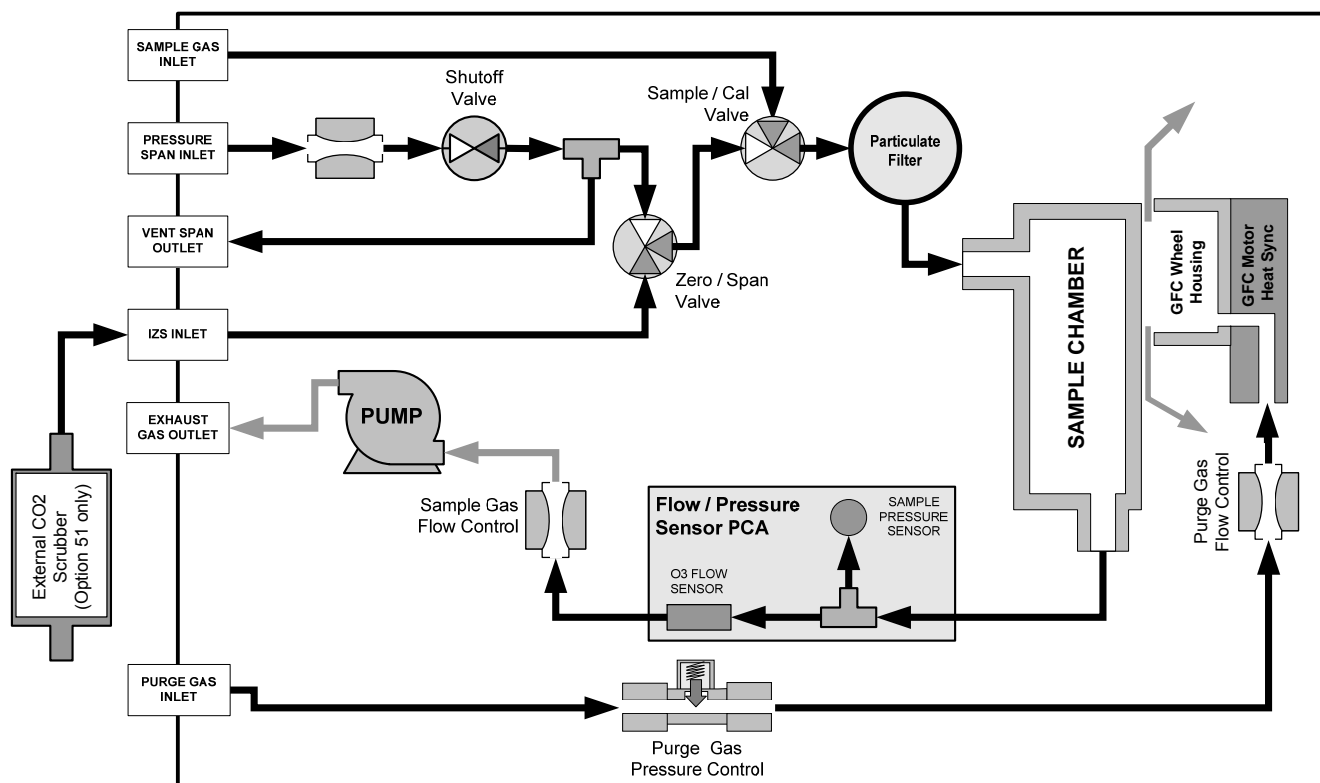 SAMPLE GAS
INLET
Shutoff
Valve
Sample / Cal
Valve
PRESSURE
SPAN INLET
Particulate
Filter
VENT SPAN
OUTLET
Zero / Span
Valve
IZS INLET
SAMPLE CHAMBER
GFC Wheel
Housing
GFC Motor
Heat Sync
EXHAUST
GAS OUTLET
PUMP
Sample Gas
Flow Control
Flow / Pressure
Sensor PCA
SAMPLE
PRESSURE
SENSOR
O3 FLOW
SENSOR
Purge Gas
Flow Control
External CO2
Scrubber
(Option 51 only)
PURGE GAS
INLET
Purge Gas
Pressure Control